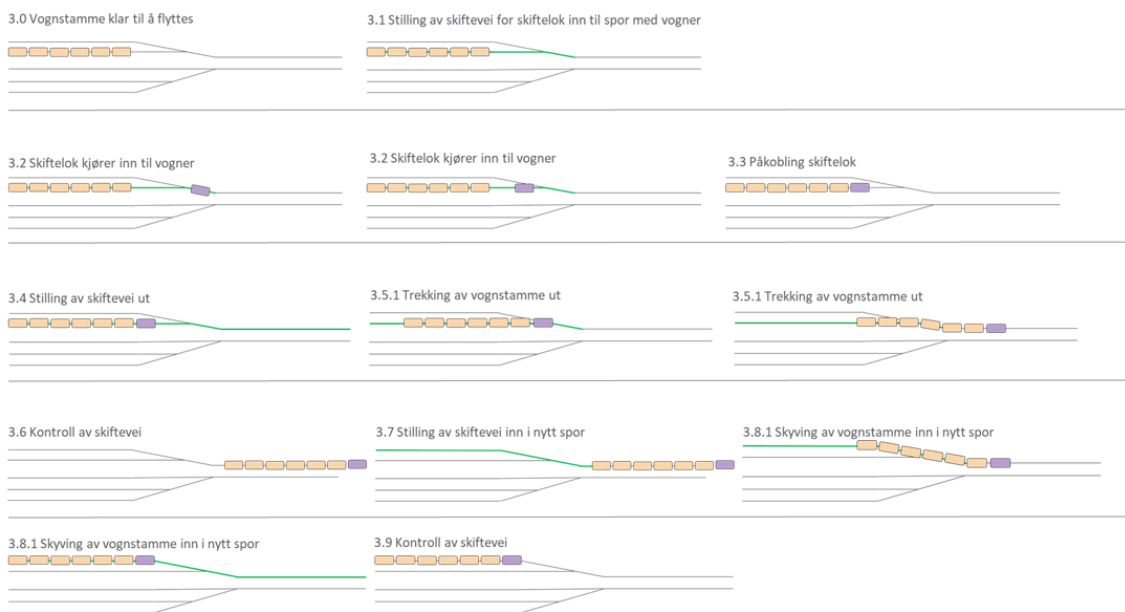 3.0 Vognstamme klar til å flyttes
3.1 Stilling av skiftevei for skiftelok inn til spor med vogner
3.2 Skiftelok kjører inn til vogner
3.2 Skiftelok kjører inn til vogner
3.3 Påkobling skiftelok
3.4 Stilling av skiftevei ut
3.5.1 Trekking av vognstamme ut
3.5.1 Trekking av vognstamme ut
3.6 Kontroll av skiftevei
3.7 Stilling av skiftevei inn i nytt spor
3.8.1 Skyving av vognstamme inn i nytt spor
3.8.1 Skyving av vognstamme inn i nytt spor
3.9 Kontroll av skiftevei